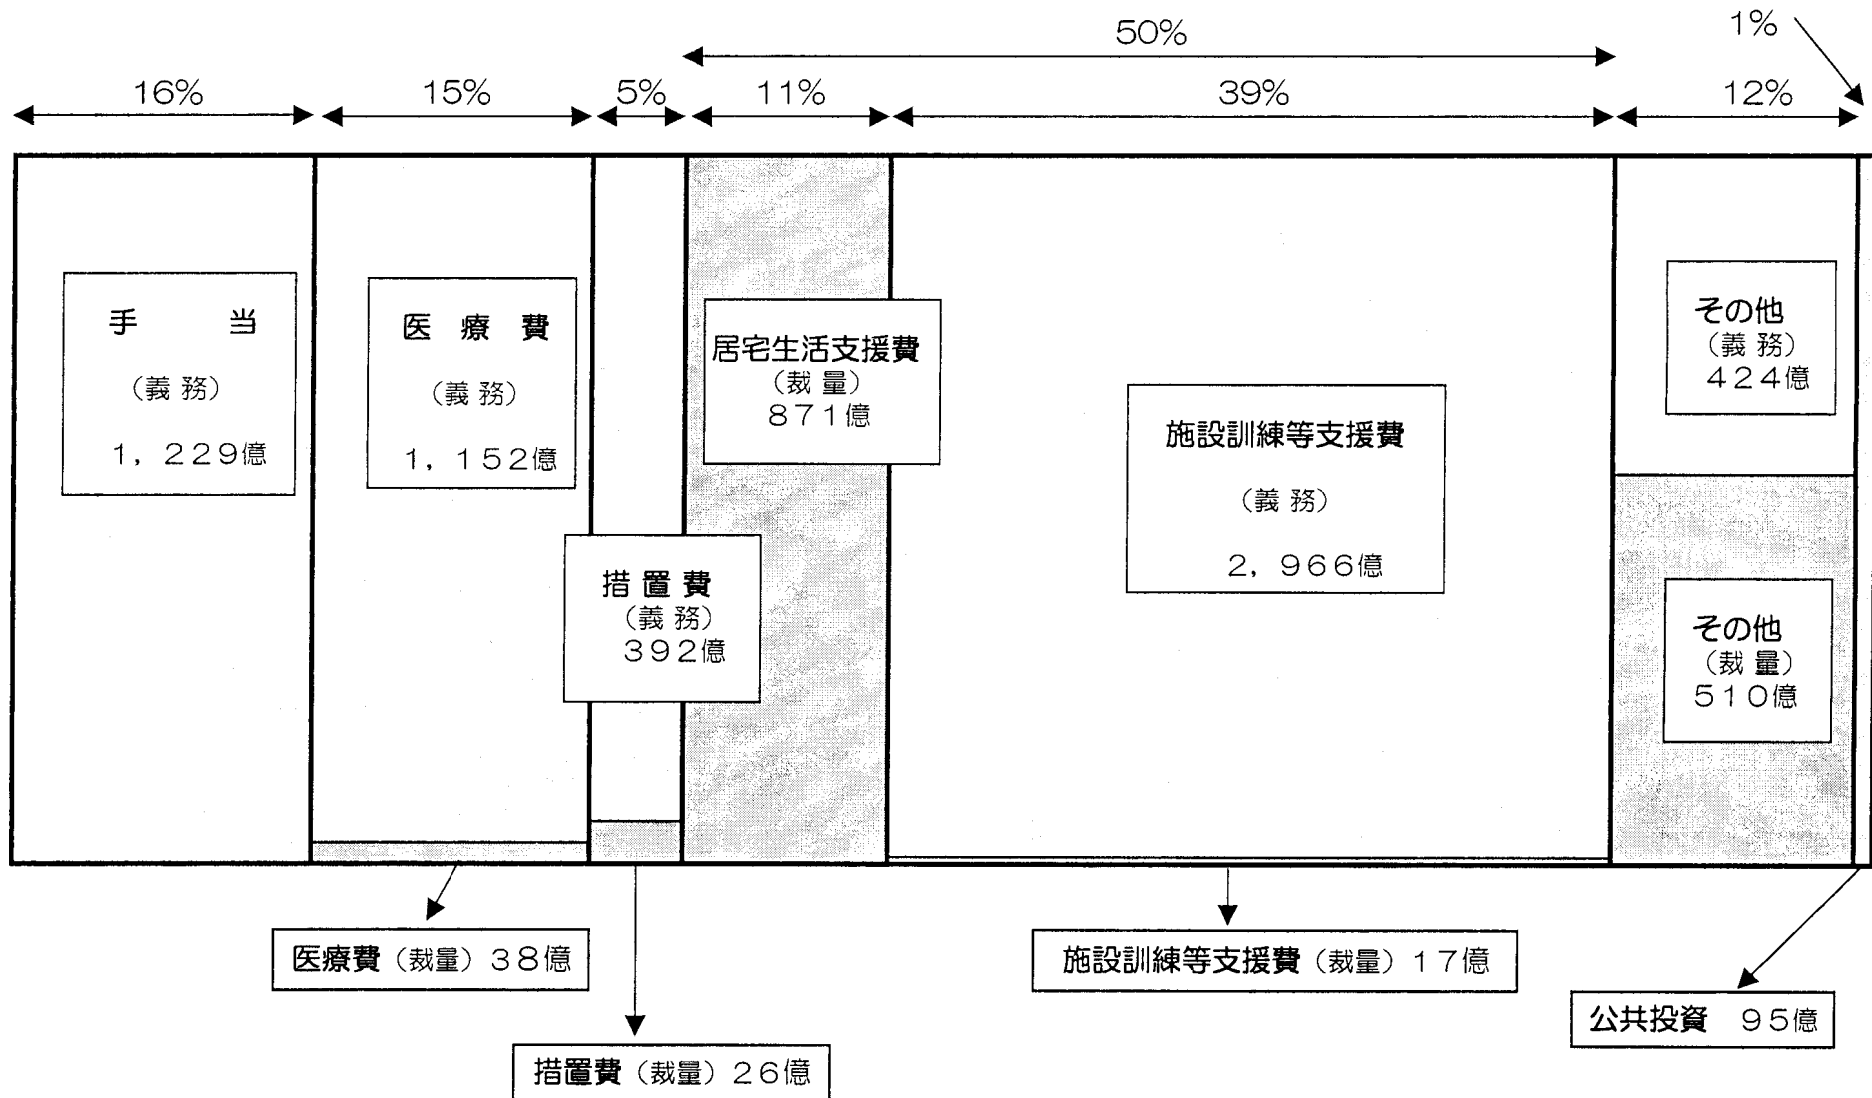 50%
1%
16%
15%
5%
11%
39%
12%
手　当
（義 務）
1，229億
医 療 費
（義 務）
1，152億
措 置 費
（義 務）
392億
居宅生活支援費
（裁 量）
871億
施設訓練等支援費
（義 務）
2，966億
その他
（義 務）
424億
その他
（裁 量）
510億
医療費（裁量）38億
措置費（裁量）26億
施設訓練等支援費（裁量）17億
公共投資　95億